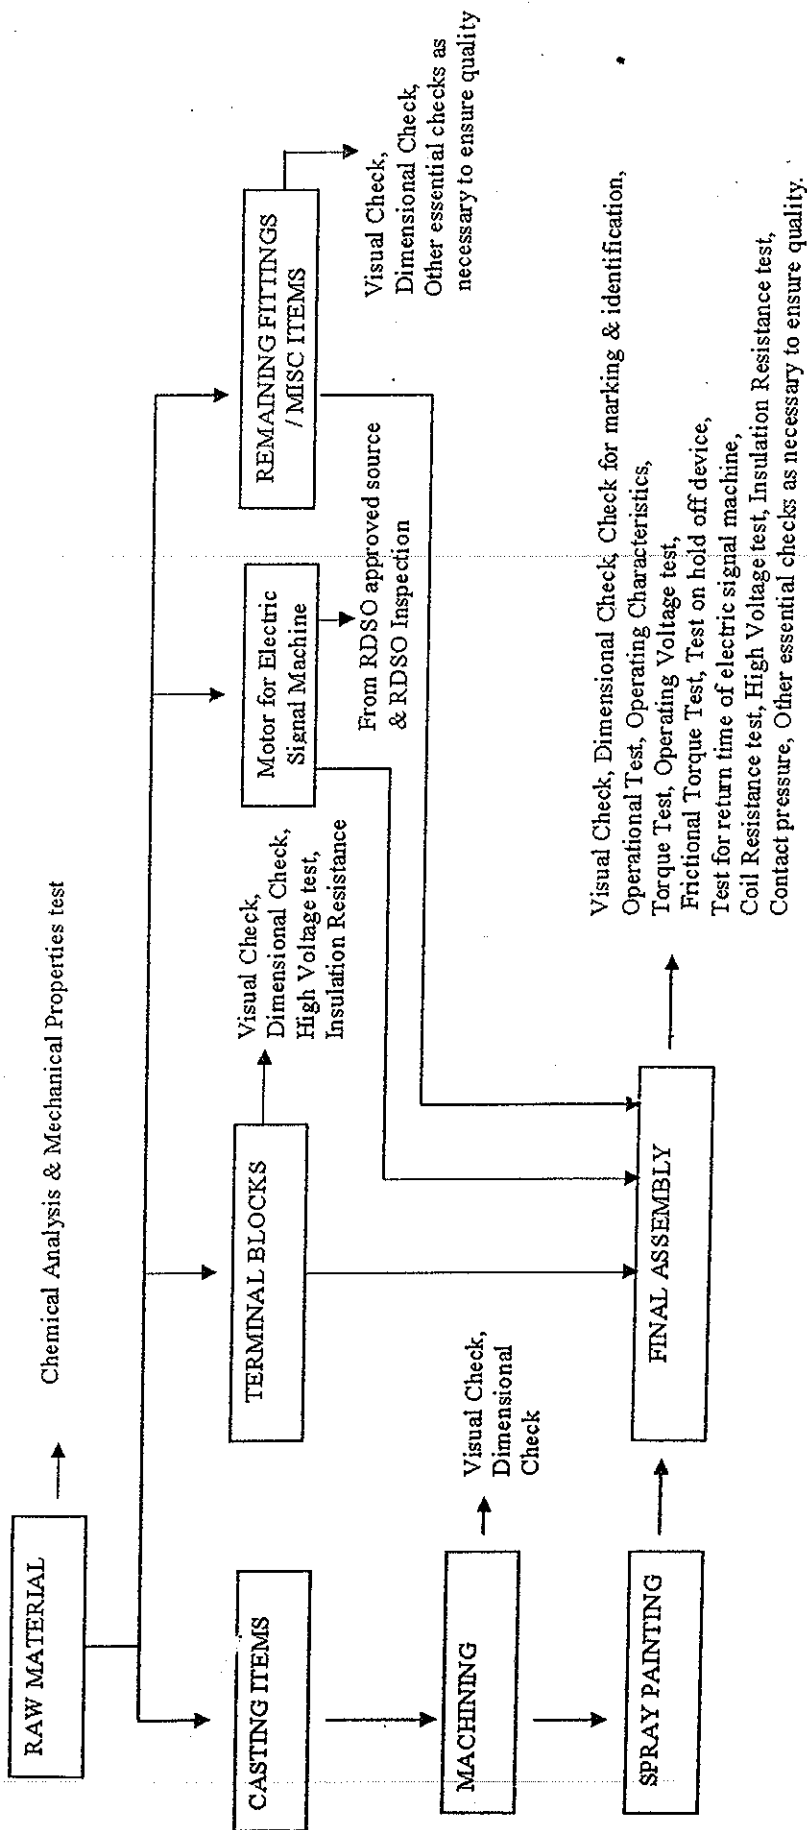 RAW MATERIAL
Chemical Analysis & Mechanical Properties test
CASTING ITEMS
TERMINAL BLOCKS
Visual Check,
Dimensional Check,
High Voltage test,
Insulation Resistance
Motor for Electric
Signal Machine
From RDSO approved source
& RDSO Inspection
REMAINING FITTINGS
/ MISC ITEMS
Visual Check,
Dimensional Check,
Other essential checks as
necessary to ensure quality
MACHINING
Visual Check,
Dimensional
Check
SPRAY PAINTING
FINAL ASSEMBLY
Visual Check, Dimensional Check, Check for marking & identification,
Operational Test, Operating Characteristics,
Torque Test, Operating Voltage test,
Frictional Torque Test, Test on hold off device,
Test for return time of electric signal machine,
Coil Resistance test, High Voltage test, Insulation Resistance test,
Contact pressure, Other essential checks as necessary to ensure quality.